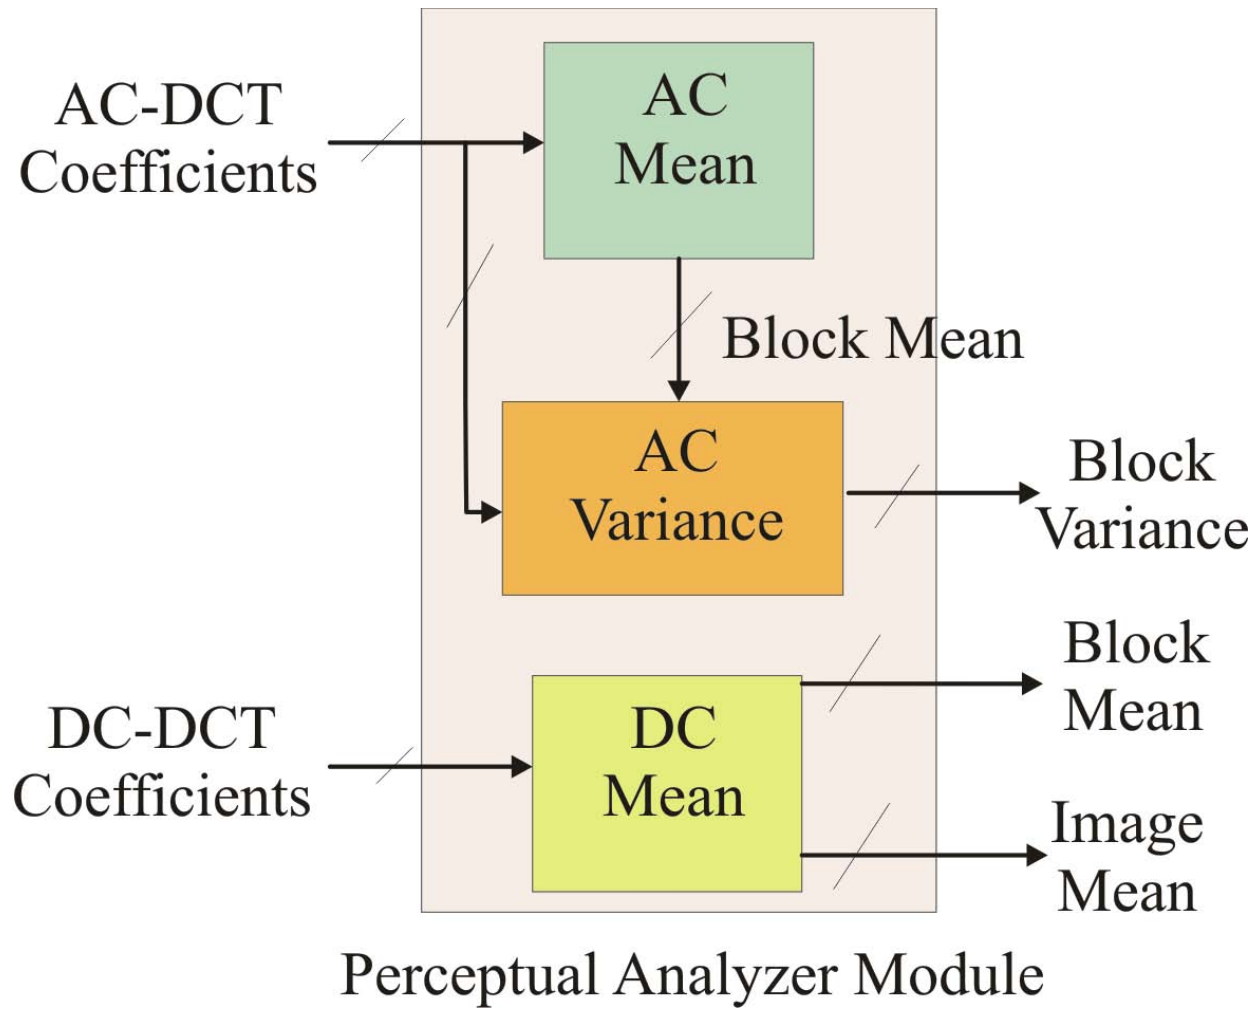 AC-DCT
Coefficients
AC
Mean
Block Mean
AC
Variance
Block
Variance
DC-DCT
Coefficients
DC
Mean
Block
Mean
Image
Mean
Perceptual Analyzer Module